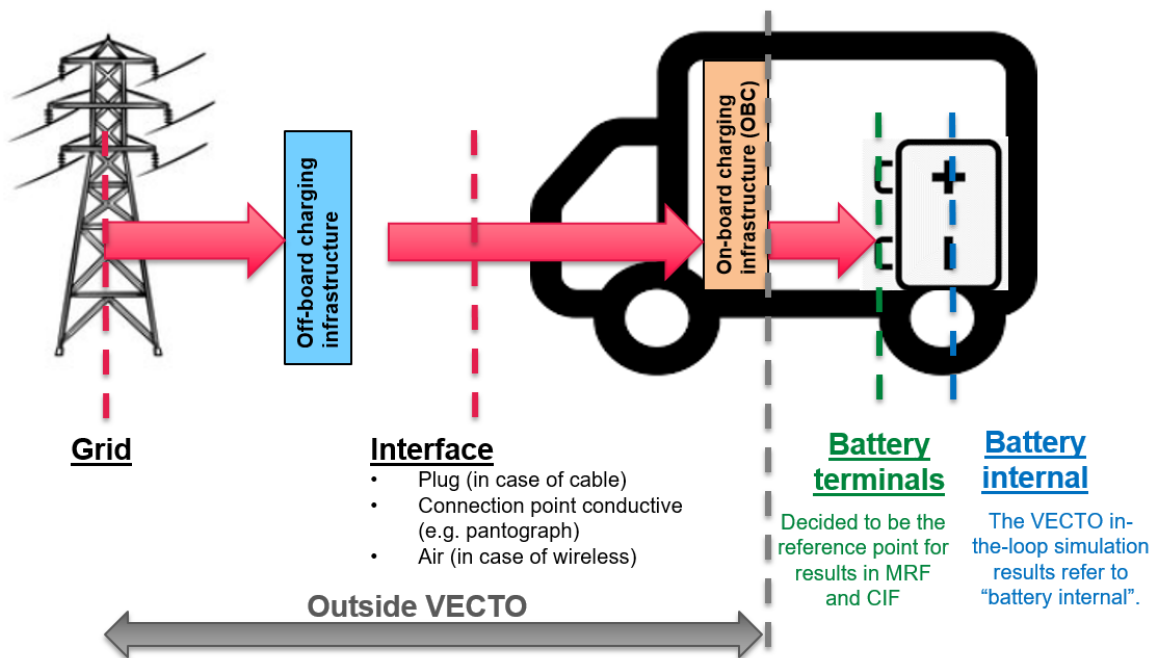 Off-board charging
infrastructure
On-board charging
infrastructure (OBC)
+
-
Grid
Interface
• Plug (in case of cable)
• Connection point conductive
(e.g. pantograph)
• Air (in case of wireless)
Battery
terminals
Decided to be the
reference point for
results in MRF
and CIF
Battery
internal
The VECTO in-
the-loop simulation
results refer to
“battery internal”.
Outside VECTO